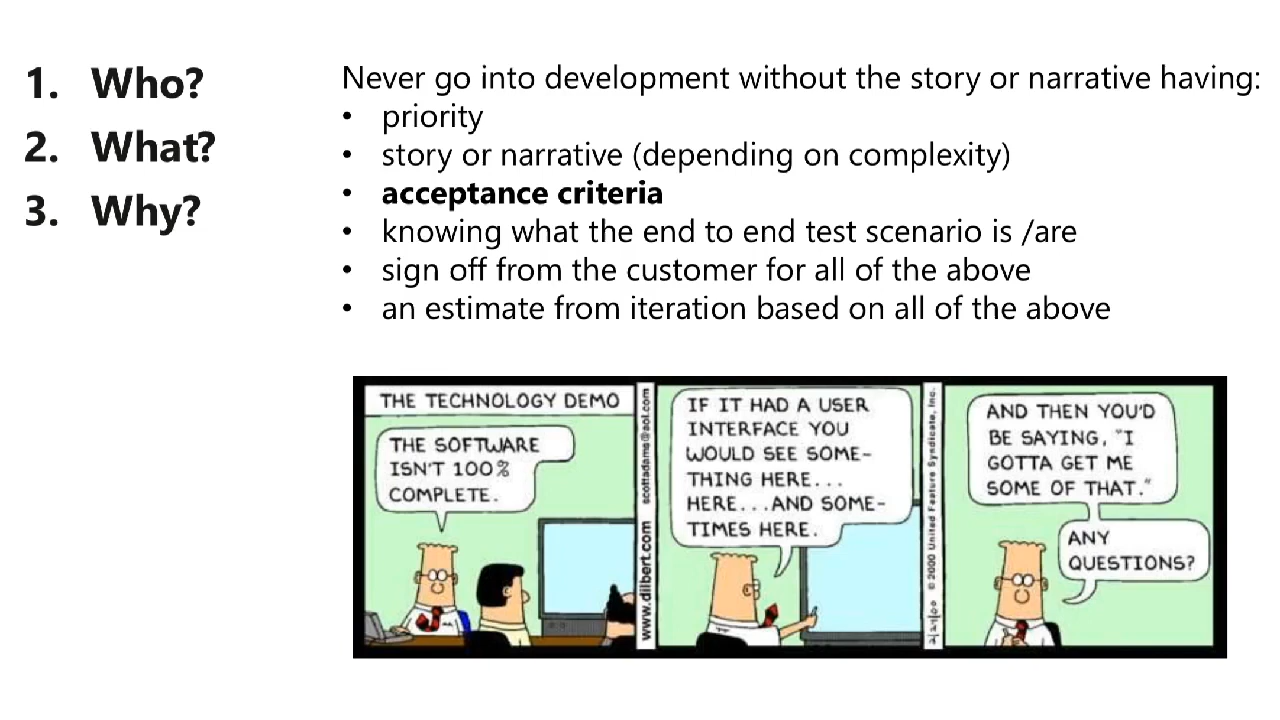 1. Who?
2. What?
3. Why?
Never go into development without the story or narrative having:
• priority
• story or narrative (depending on complexity)
• acceptance criteria
• knowing what the end to end test scenario is /are
• sign off from the customer for all of the above
• an estimate from iteration based on all of the above
THE TECHNOLOGY DEMO
THE SOFTWARE
ISN'T 100%
COMPLETE.
www.dilbert.com scottadams@aol.com
IF IT HAD A USER
INTERFACE YOU
WOULD SEE SOME-
THING HERE...
HERE...AND SOME-
TIMES HERE.
© 2000 United Feature Syndicate, Inc.
AND THEN YOU'D
BE SAYING, "I
GOTTA GET ME
SOME OF THAT."
ANY
QUESTIONS?